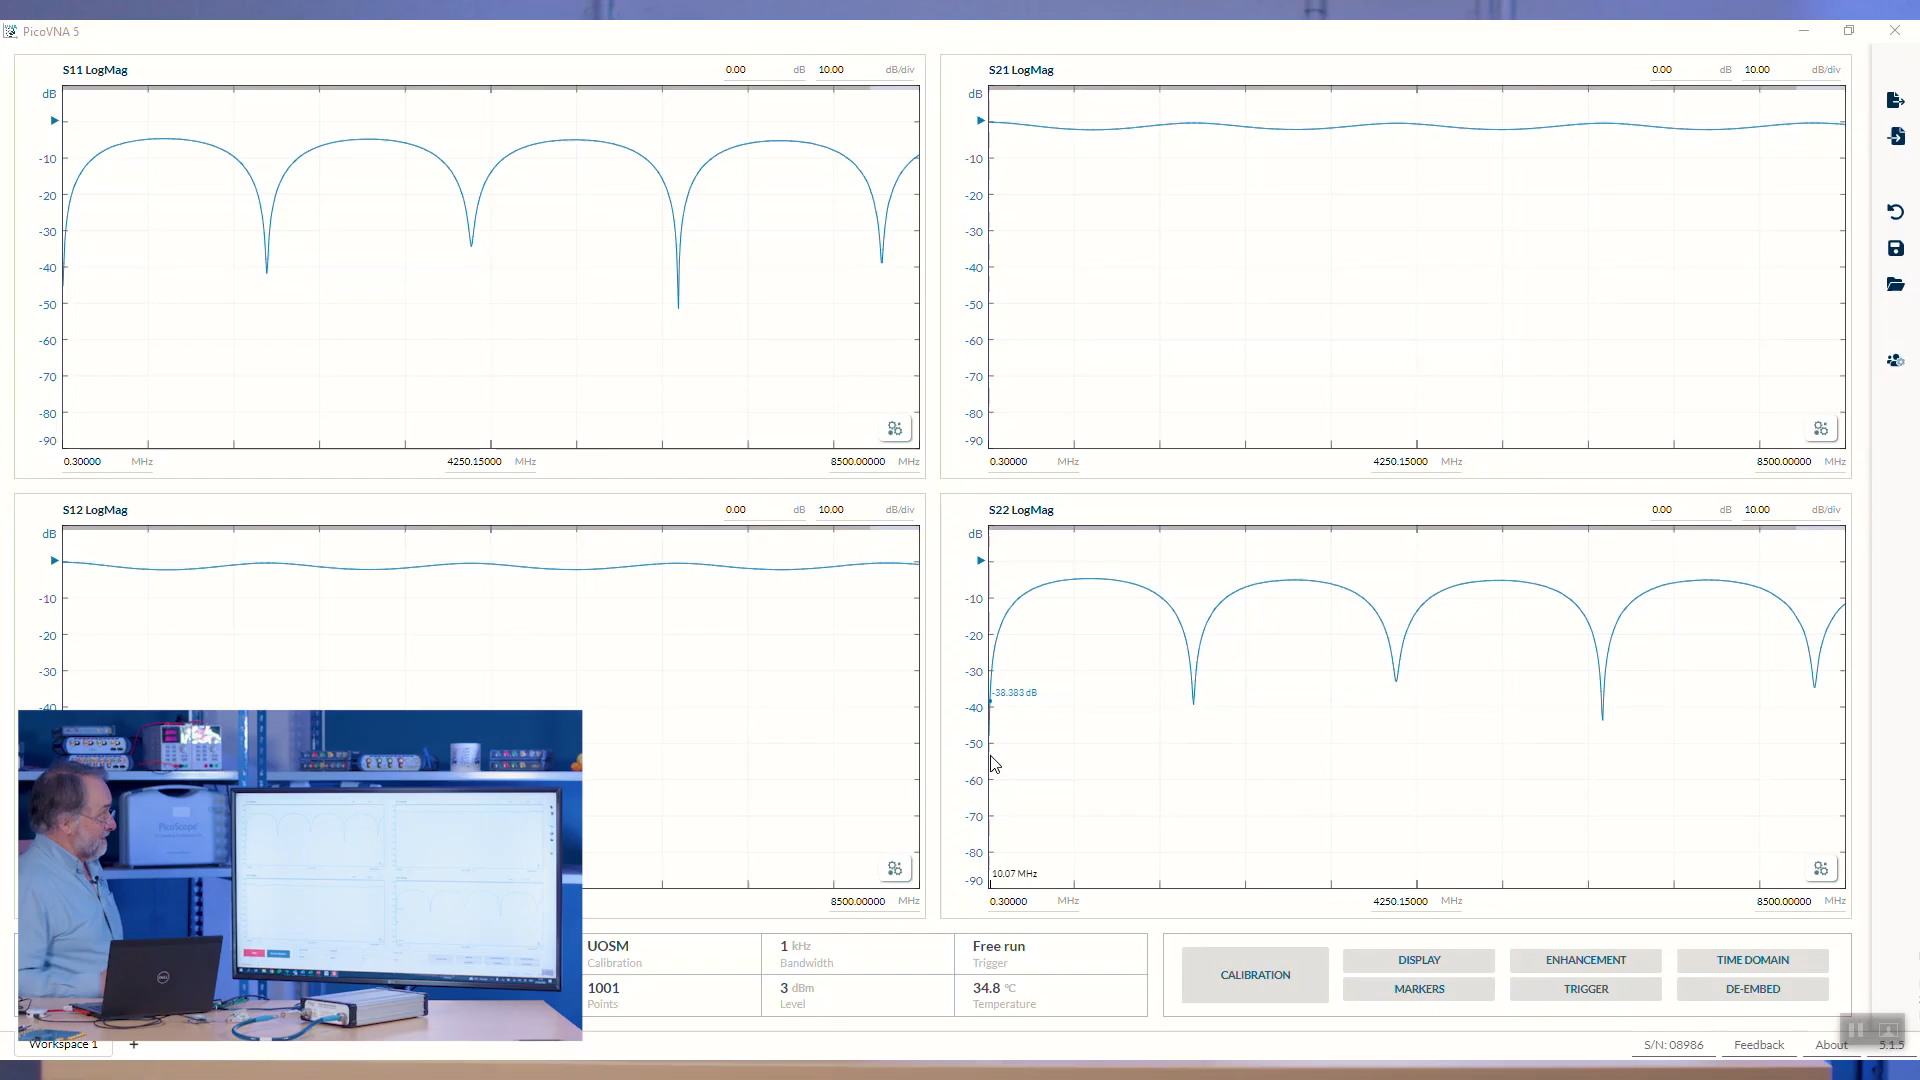 PicoVNA 5
S11 LogMag 0.00 dB 10.00 dB/div
dB
-10
-20
-30
-40
-50
-60
-70
-80
-90
0.30000 MHz 4250.15000 MHz 8500.00000 MHz
S21 LogMag 0.00 dB 10.00 dB/div
dB
-10
-20
-30
-40
-50
-60
-70
-80
-90
0.30000 MHz 4250.15000 MHz 8500.00000 MHz
S12 LogMag 0.00 dB 10.00 dB/div
dB
-10
-20
-30
-40
8500.00000 MHz
S22 LogMag 0.00 dB 10.00 dB/div
dB
-10
-20
-30
-38.383 dB
-40
-50
-60
-70
-80
10.07 MHz
-90
0.30000 MHz 4250.15000 MHz 8500.00000 MHz
PicoScope
DELL
UOSM
Calibration
1 kHz
Bandwidth
Free run
Trigger
1001
Points
3 dBm
Level
34.8 °C
Temperature
CALIBRATION
DISPLAY
ENHANCEMENT
TIME DOMAIN
MARKERS
TRIGGER
DE-EMBED
Workspace 1 +
S/N: 08986 Feedback About 5.1.5